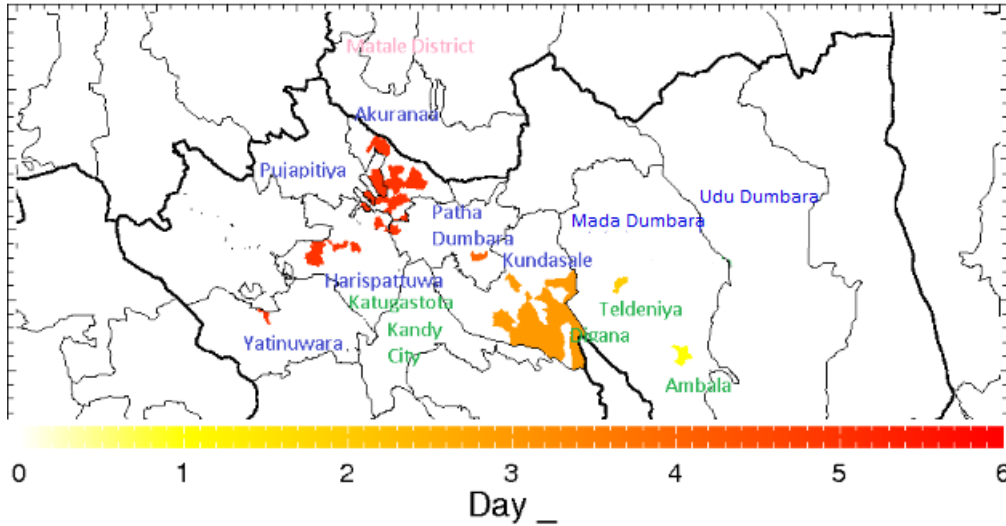 Matale District
Akuranaa
Pujapitiya
Udu Dumbara
Patha
Dumbara
Mada Dumbara
Kundasale
Harispattuwa
Katugastota
Teldeniya
Kandy
City
Digana
Yatinuwara
Ambala
0 1 2 3 4 5 6
Day _